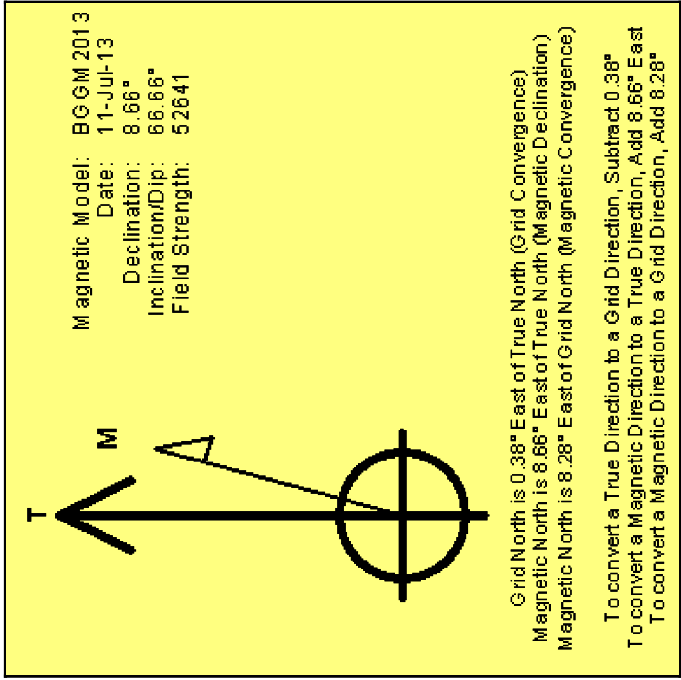 T
M
Magnetic Model: BGGM 2013
Date: 11-Jul-13
Declination: 8.66°
Inclination/Dip: 66.66°
Field Strength: 52641
Grid North is 0.38° East of True North (Grid Convergence)
Magnetic North is 8.66° East of True North (Magnetic Declination)
Magnetic North is 8.28° East of Grid North (Magnetic Convergence)
To convert a True Direction to a Grid Direction, Subtract 0.38°
To convert a Magnetic Direction to a True Direction, Add 8.66° East
To convert a Magnetic Direction to a Grid Direction, Add 8.28°